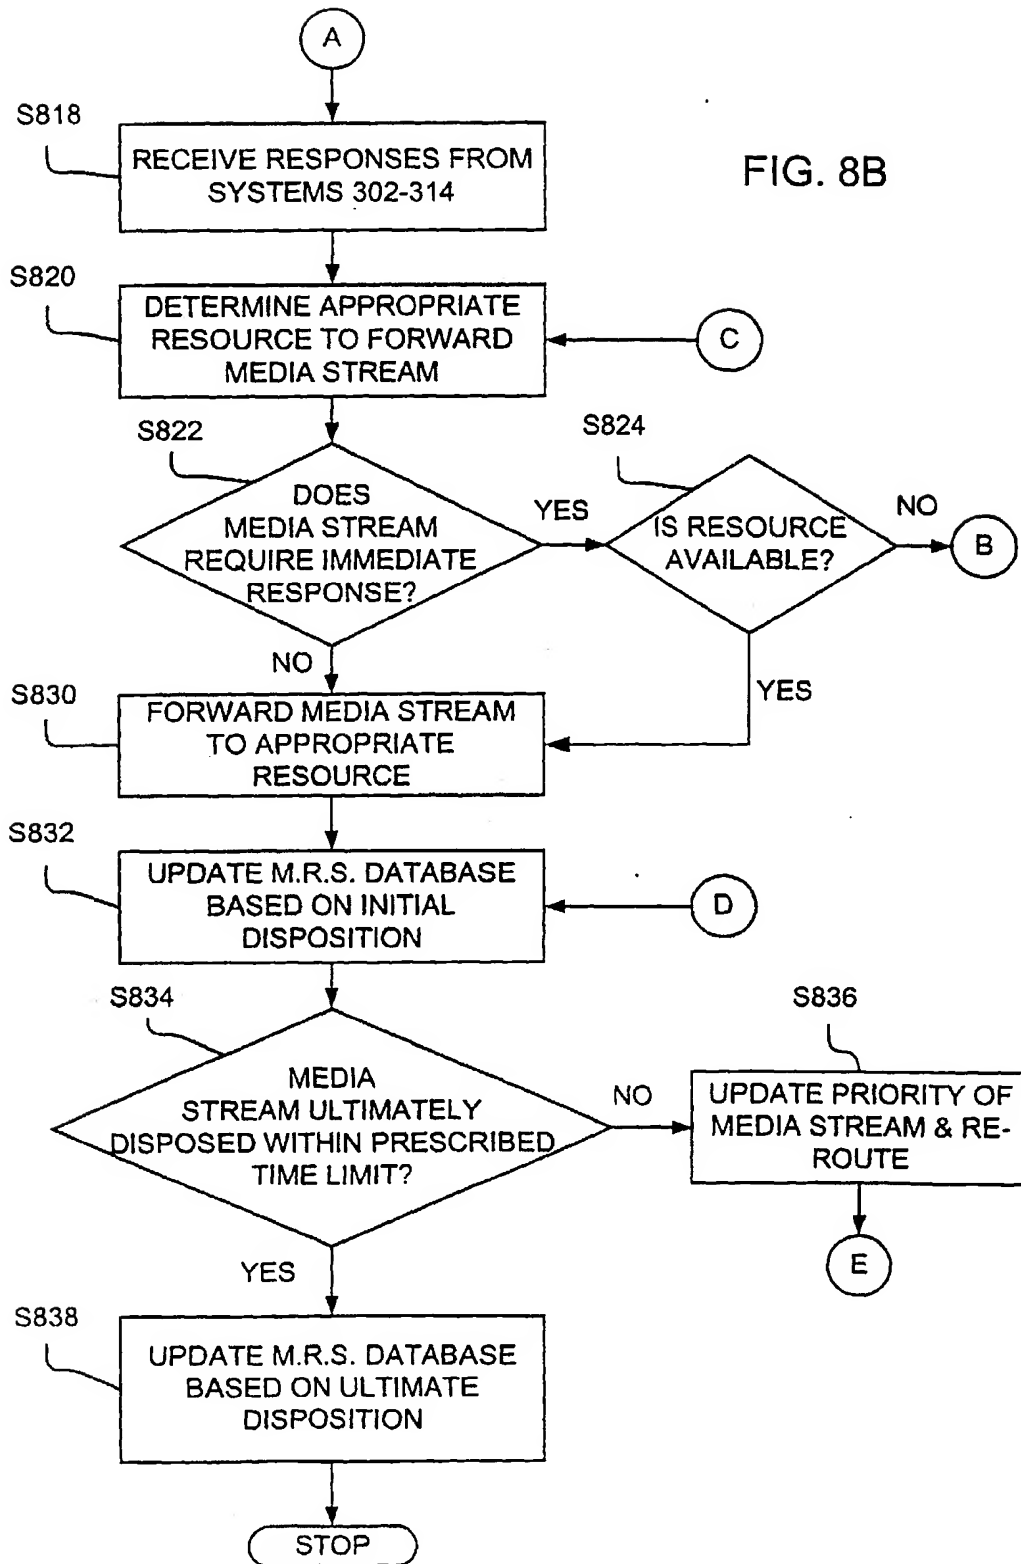 A
S818
RECEIVE RESPONSES FROM
SYSTEMS 302-314
FIG. 8B
S820
DETERMINE APPROPRIATE
RESOURCE TO FORWARD
MEDIA STREAM
C
S822
DOES
MEDIA STREAM
REQUIRE IMMEDIATE
RESPONSE?
YES
S824
IS RESOURCE
AVAILABLE?
NO
B
NO
YES
S830
FORWARD MEDIA STREAM
TO APPROPRIATE
RESOURCE
S832
UPDATE M.R.S. DATABASE
BASED ON INITIAL
DISPOSITION
D
S834
MEDIA
STREAM ULTIMATELY
DISPOSED WITHIN PRESCRIBED
TIME LIMIT?
NO
S836
UPDATE PRIORITY OF
MEDIA STREAM & RE-
ROUTE
E
YES
S838
UPDATE M.R.S. DATABASE
BASED ON ULTIMATE
DISPOSITION
STOP